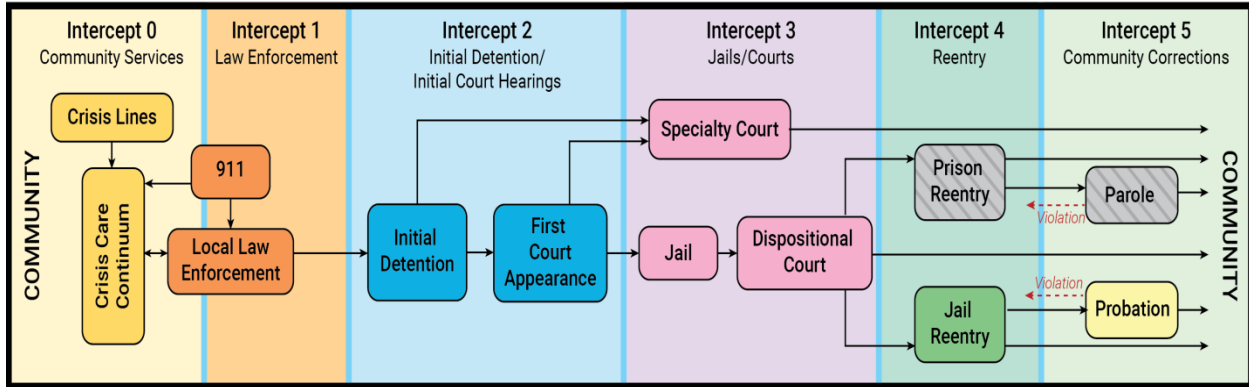 Intercept 0
Community Services
Intercept 1
Law Enforcement
Intercept 2
Initial Detention/
Initial Court Hearings
Intercept 3
Jails/Courts
Intercept 4
Reentry
Intercept 5
Community Corrections
COMMUNITY
Crisis Lines
Crisis Care
Continuum
911
Local Law
Enforcement
Initial
Detention
First
Court
Appearance
Specialty Court
Jail
Dispositional
Court
Prison
Reentry
Violation
Parole
Jail
Reentry
Violation
Probation
COMMUNITY